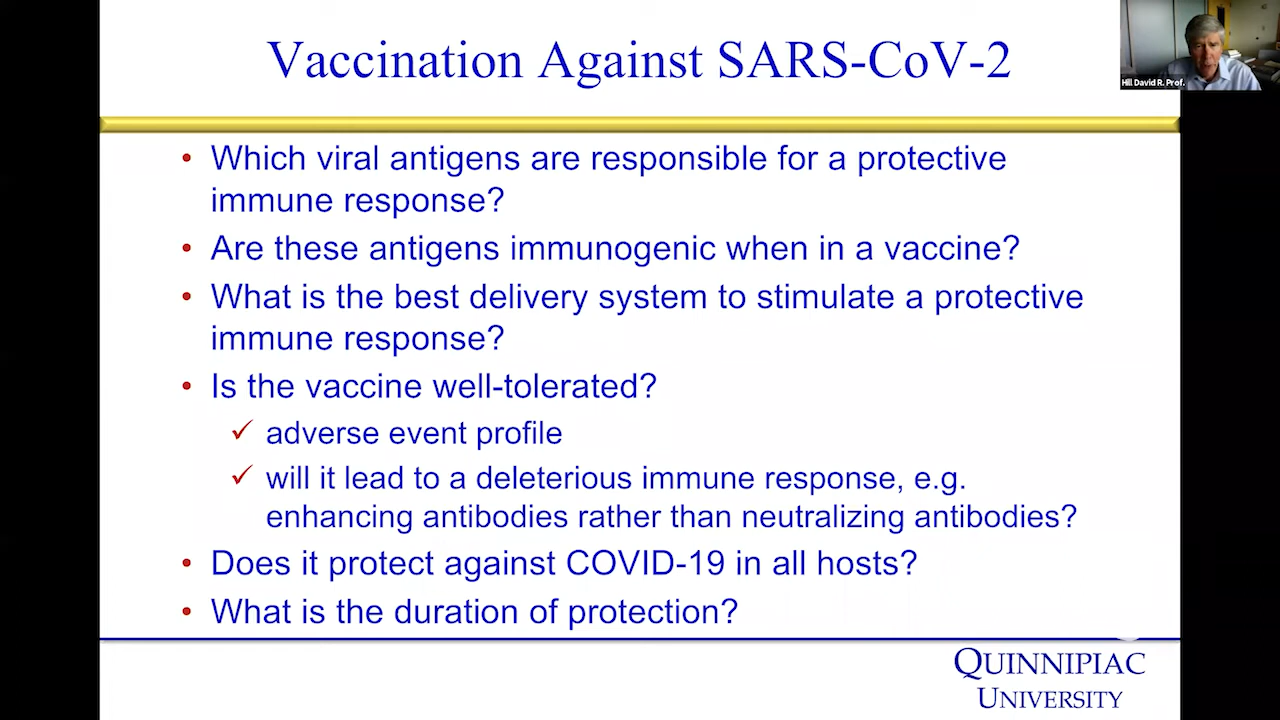 Vaccination Against SARS-CoV-2
Hill David R. Prof.
• Which viral antigens are responsible for a protective
immune response?
• Are these antigens immunogenic when in a vaccine?
• What is the best delivery system to stimulate a protective
immune response?
• Is the vaccine well-tolerated?
✓ adverse event profile
✓ will it lead to a deleterious immune response, e.g.
enhancing antibodies rather than neutralizing antibodies?
• Does it protect against COVID-19 in all hosts?
• What is the duration of protection?
QUINNIPIAC
UNIVERSITY